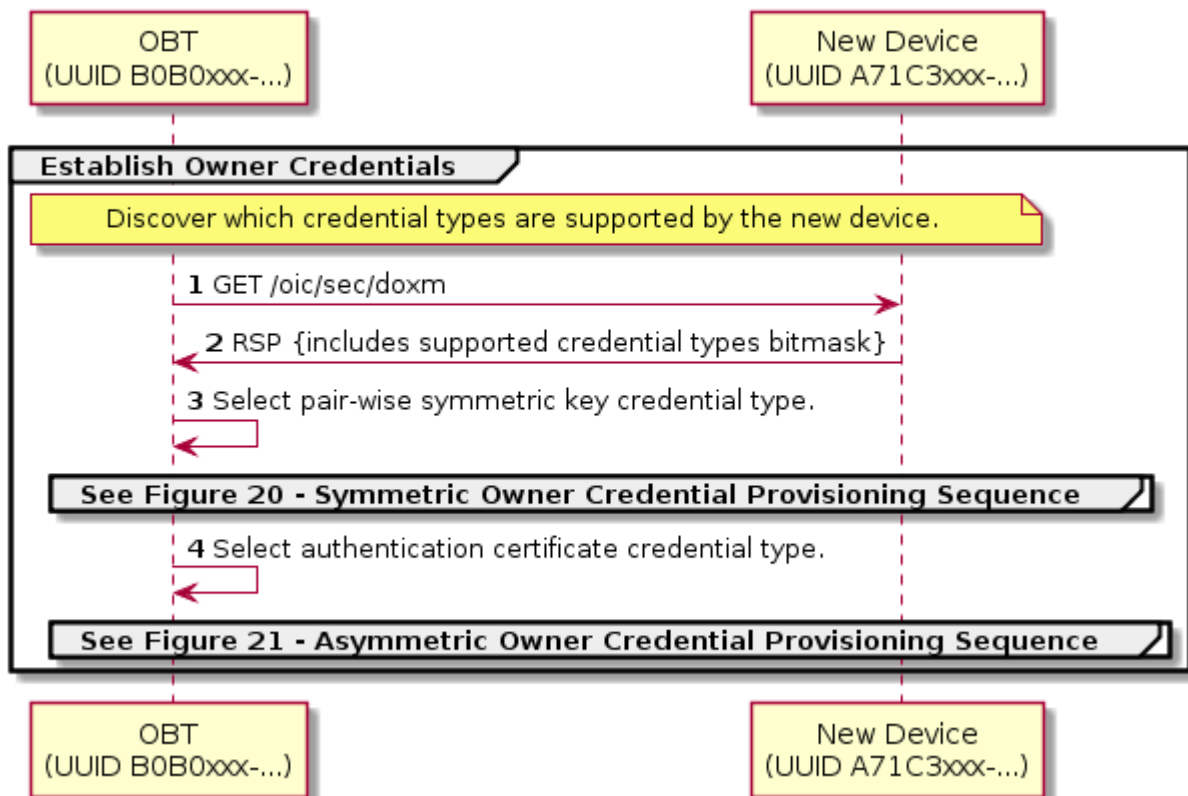 OBT
(UUID B0B0xxx-...)
New Device
(UUID A71C3xxx-...)
Establish Owner Credentials
Discover which credential types are supported by the new device.
1 GET /oic/sec/doxm
2 RSP {includes supported credential types bitmask}
3 Select pair-wise symmetric key credential type.
See Figure 20 - Symmetric Owner Credential Provisioning Sequence
4 Select authentication certificate credential type.
See Figure 21 - Asymmetric Owner Credential Provisioning Sequence
OBT
(UUID B0B0xxx-...)
New Device
(UUID A71C3xxx-...)